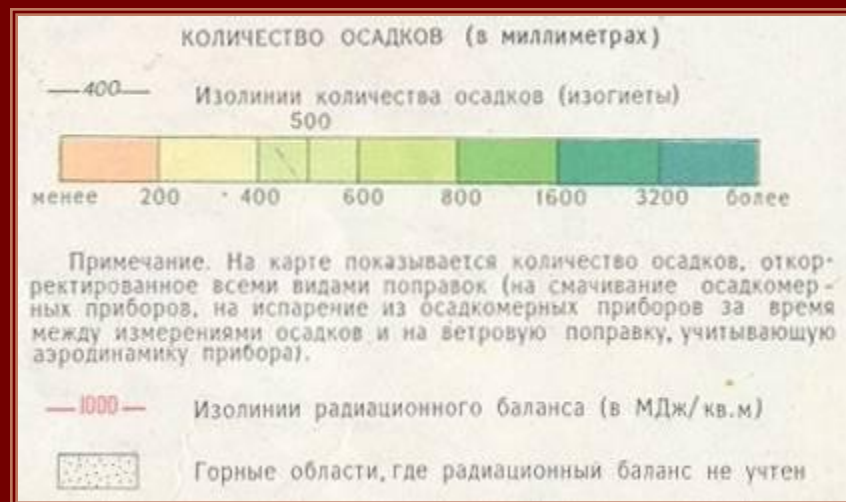 КОЛИЧЕСТВО ОСАДКОВ (в миллиметрах)
—400— Изолинии количества осадков (изогиеты)
500
менее 200 400 600 800 1600 3200 более
Примечание. На карте показывается количество осадков, откор-
ректированное всеми видами поправок (на смачивание осадкомер-
ных приборов, на испарение из осадкомерных приборов за время
между измерениями осадков и на ветровую поправку, учитывающую
аэродинамику прибора).
—1000— Изолинии радиационного баланса (в МДж/кв.м)
Горные области, где радиационный баланс не учтен